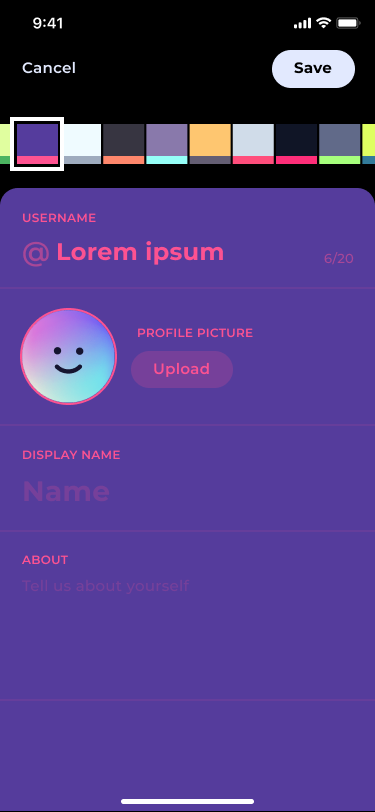 9:41
Cancel
Save
USERNAME
@ Lorem ipsum
6/20
PROFILE PICTURE
Upload
DISPLAY NAME
Name
ABOUT
Tell us about yourself